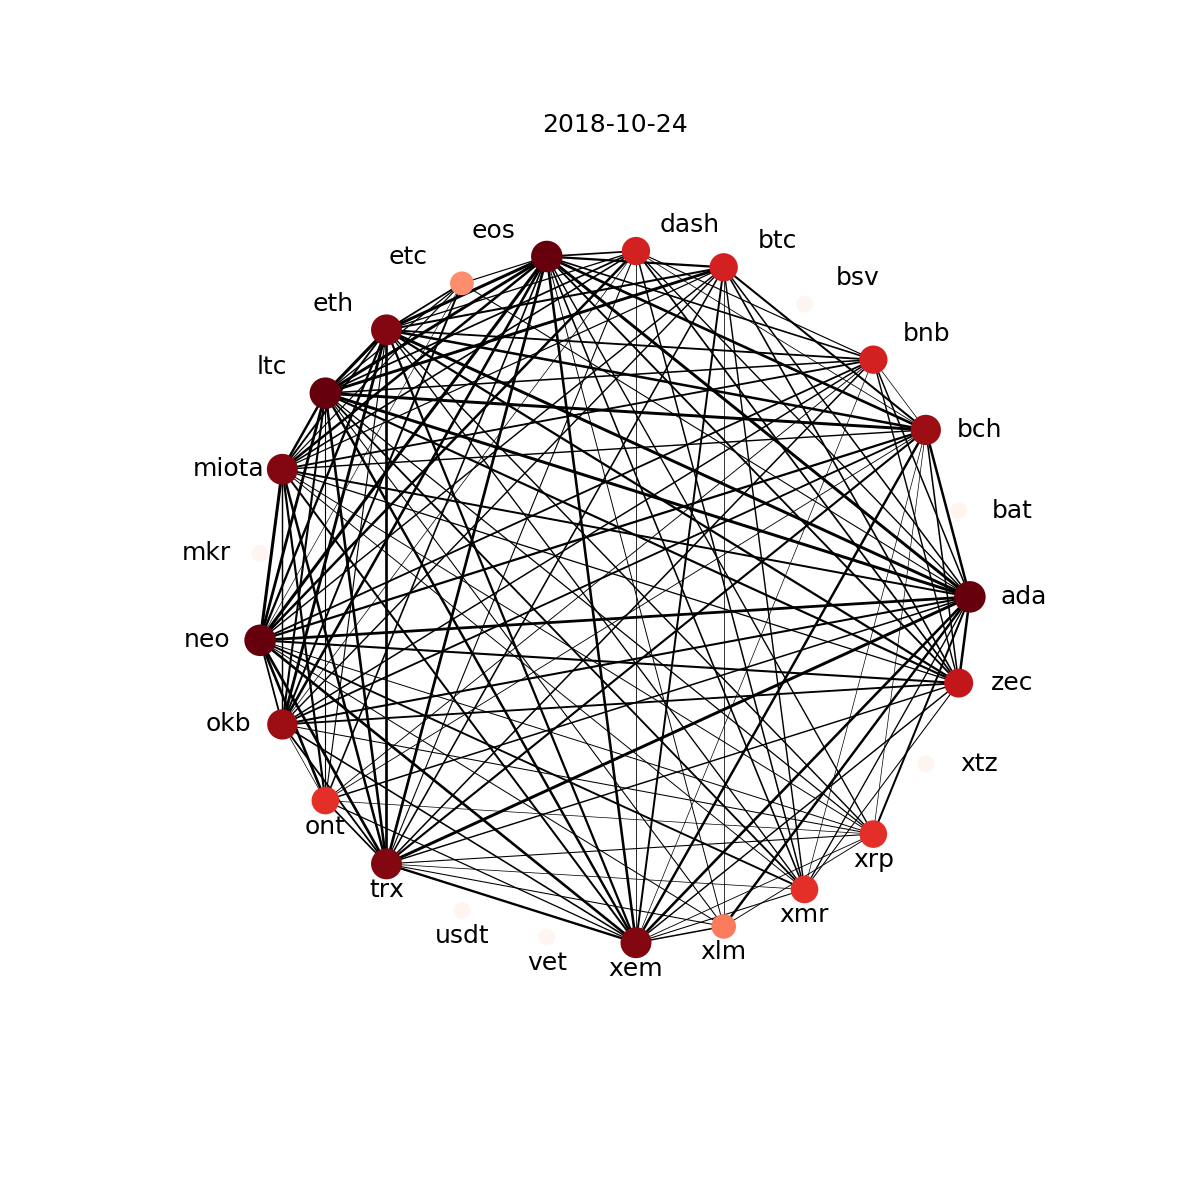 2018-10-24
dash
eos
btc
etc
bsv
eth
bnb
ltc
bch
miota
bat
mkr
ada
neo
zec
okb
xtz
ont
xrp
trx
xmr
usdt
xlm
vet
xem